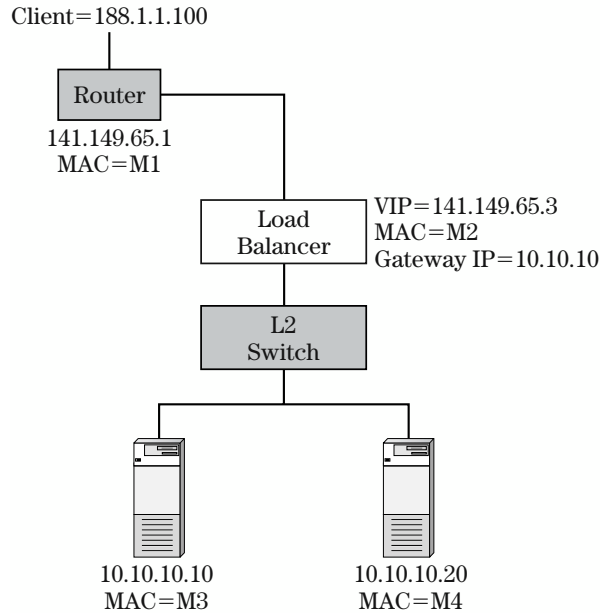 Client=188.1.1.100
Router
141.149.65.1
MAC=M1
Load
Balancer
VIP=141.149.65.3
MAC=M2
Gateway IP=10.10.10
L2
Switch
10.10.10.10
MAC=M3
10.10.10.20
MAC=M4